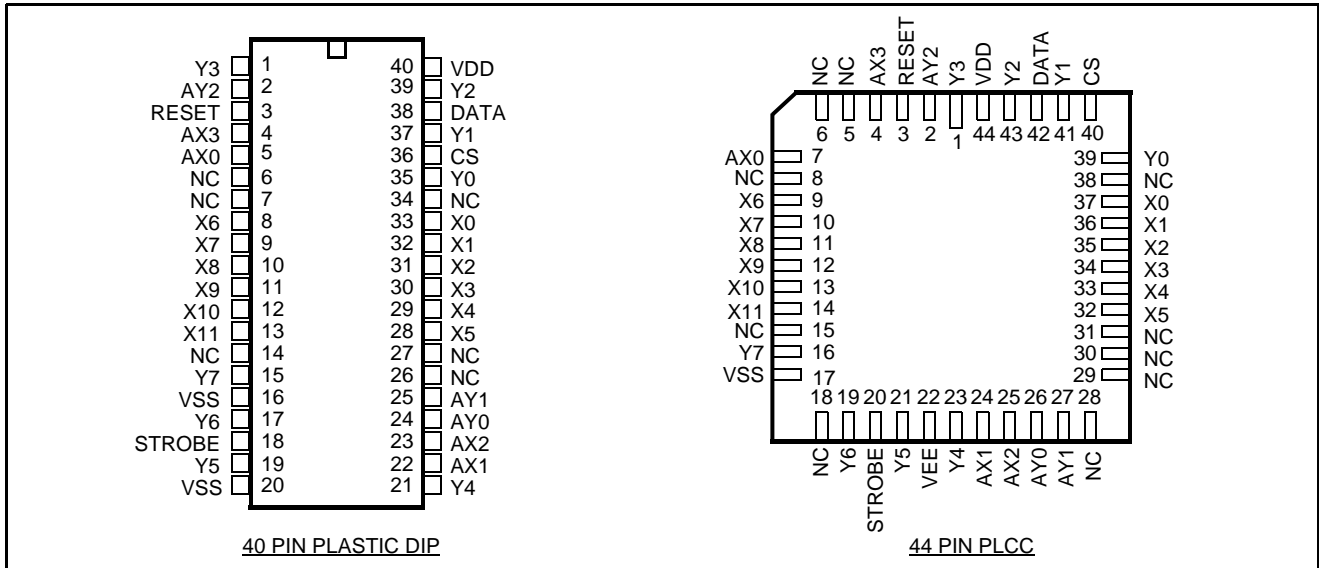 Y3 1 40 VDD
AY2 2 39 Y2
RESET 3 38 DATA
AX3 4 37 Y1
AX0 5 36 CS
NC 6 35 Y0
NC 7 34 NC
X6 8 33 X0
X7 9 32 X1
X8 10 31 X2
X9 11 30 X3
X10 12 29 X4
X11 13 28 X5
NC 14 27 NC
Y7 15 26 NC
VSS 16 25 AY1
Y6 17 24 AY0
STROBE 18 23 AX2
Y5 19 22 AX1
VSS 20 21 Y4
40 PIN PLASTIC DIP
NC NC AX3 RESET AY2 Y3 VDD Y2 DATA Y1 CS
6 5 4 3 2 1 44 43 42 41 40
AX0 7 39 Y0
NC 8 38 NC
X6 9 37 X0
X7 10 36 X1
X8 11 35 X2
X9 12 34 X3
X10 13 33 X4
X11 14 32 X5
NC 15 31 NC
Y7 16 30 NC
VSS 17 29 NC
18 19 20 21 22 23 24 25 26 27 28
NC Y6 STROBE Y5 VEE Y4 AX1 AX2 AY0 AY1 NC
44 PIN PLCC